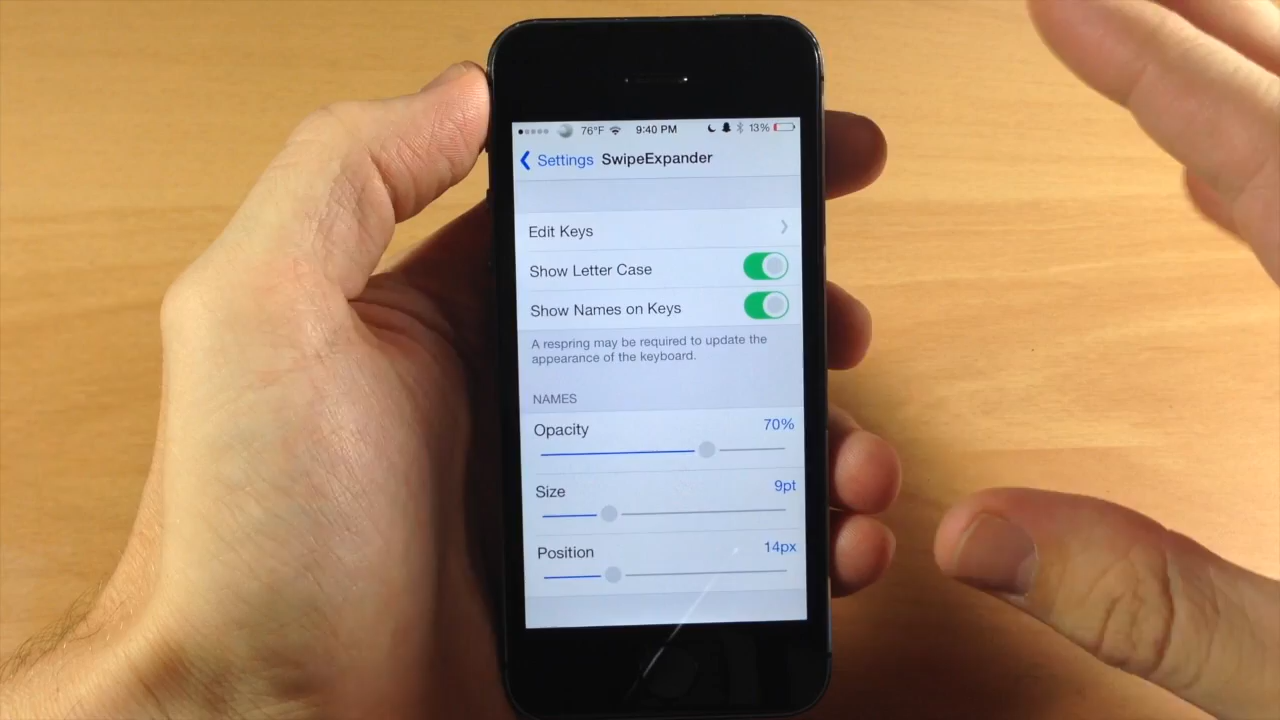 76°F 9:40 PM 13%
Settings SwipeExpander
Edit Keys
Show Letter Case
Show Names on Keys
A respring may be required to update the
appearance of the keyboard.
NAMES
Opacity 70%
Size 9pt
Position 14px